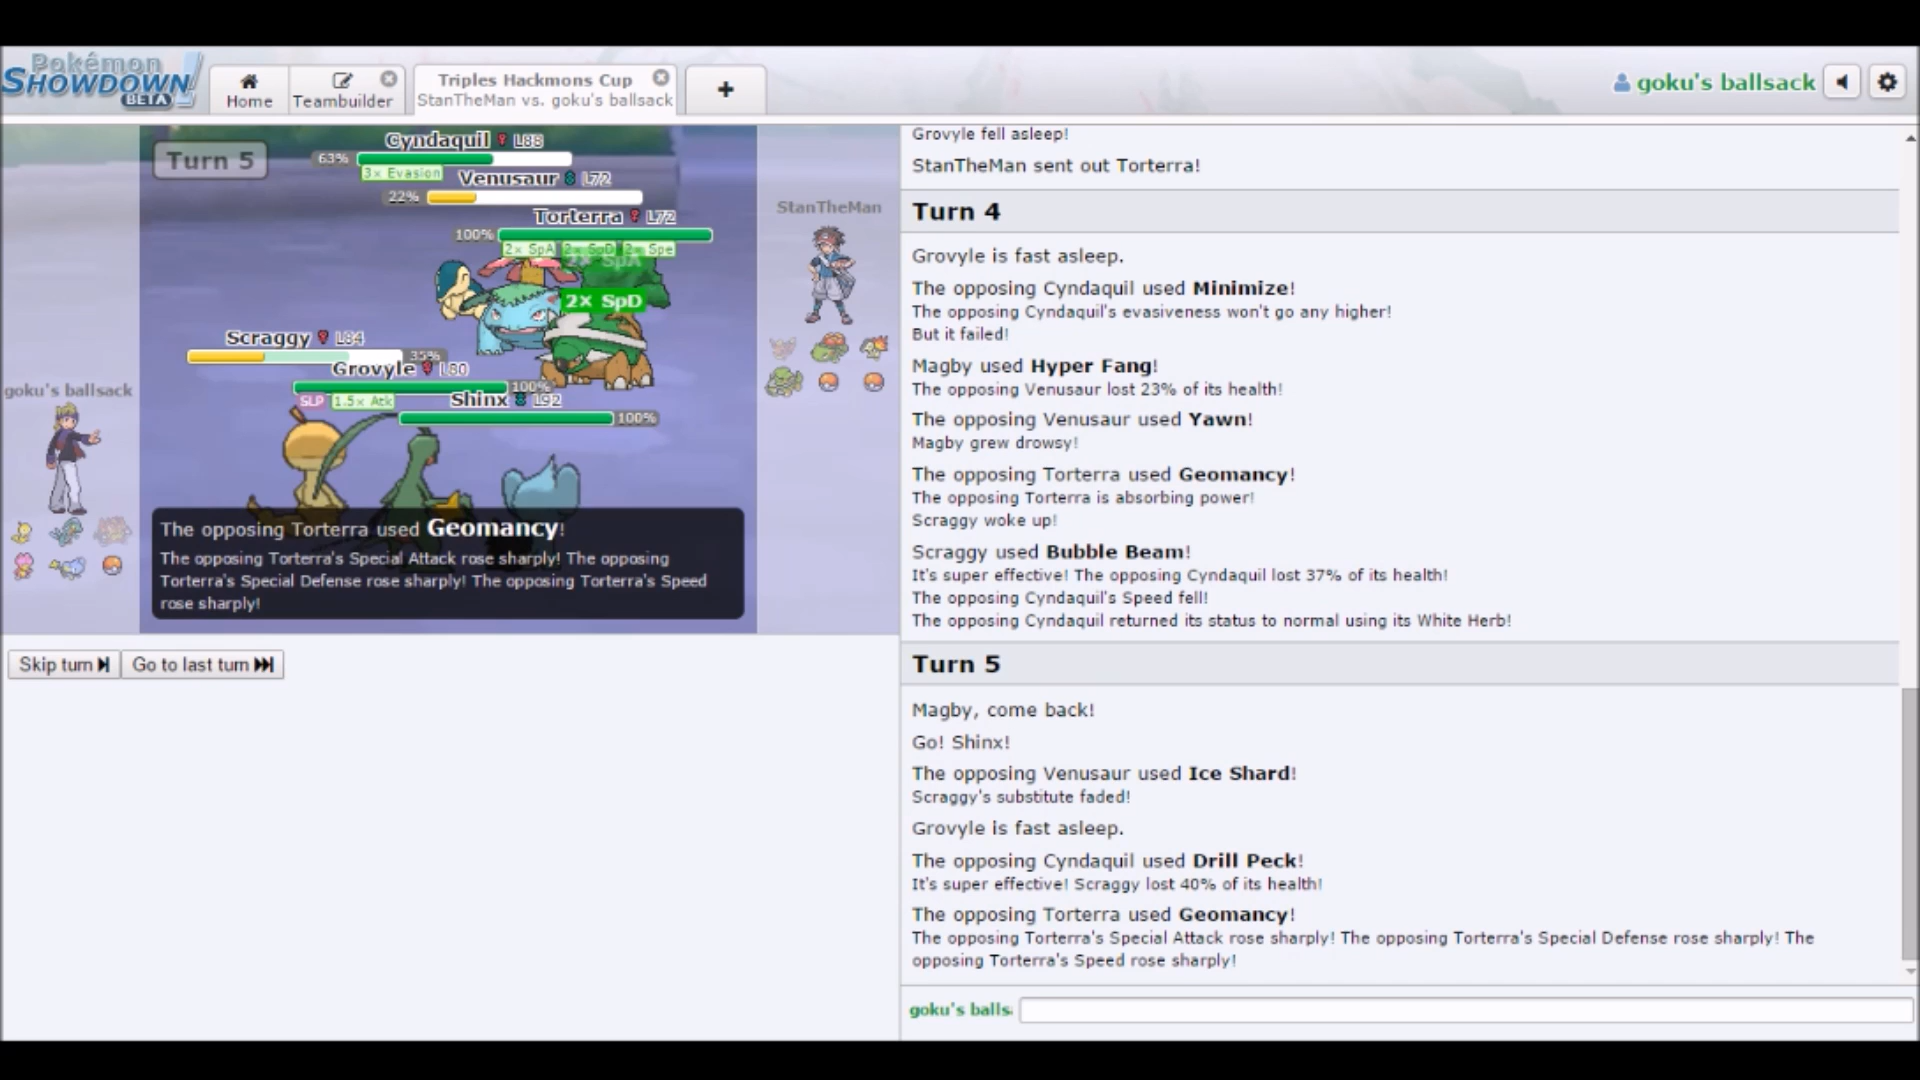 Pokémon
SHOWDOWN!
BETA
Home
Teambuilder
Triples Hackmons Cup
StanTheMan vs. goku's ballsack
+
goku's ballsack
Turn 5
Cyndaquil L88
63%
3× Evasion
Venusaur L72
22%
Torterra L72
100%
2× SpA 2× SpD 2× Spe
2× SpA
2× SpD
StanTheMan
Scraggy L84
35%
Grovyle L80
100%
SLP 1.5× Atk
Shinx L92
100%
goku's ballsack
The opposing Torterra used Geomancy!
The opposing Torterra's Special Attack rose sharply! The opposing
Torterra's Special Defense rose sharply! The opposing Torterra's Speed
rose sharply!
Skip turn
Go to last turn
Grovyle fell asleep!
StanTheMan sent out Torterra!
Turn 4
Grovyle is fast asleep.
The opposing Cyndaquil used Minimize!
The opposing Cyndaquil's evasiveness won't go any higher!
But it failed!
Magby used Hyper Fang!
The opposing Venusaur lost 23% of its health!
The opposing Venusaur used Yawn!
Magby grew drowsy!
The opposing Torterra used Geomancy!
The opposing Torterra is absorbing power!
Scraggy woke up!
Scraggy used Bubble Beam!
It's super effective! The opposing Cyndaquil lost 37% of its health!
The opposing Cyndaquil's Speed fell!
The opposing Cyndaquil returned its status to normal using its White Herb!
Turn 5
Magby, come back!
Go! Shinx!
The opposing Venusaur used Ice Shard!
Scraggy's substitute faded!
Grovyle is fast asleep.
The opposing Cyndaquil used Drill Peck!
It's super effective! Scraggy lost 40% of its health!
The opposing Torterra used Geomancy!
The opposing Torterra's Special Attack rose sharply! The opposing Torterra's Special Defense rose sharply! The
opposing Torterra's Speed rose sharply!
goku's balls